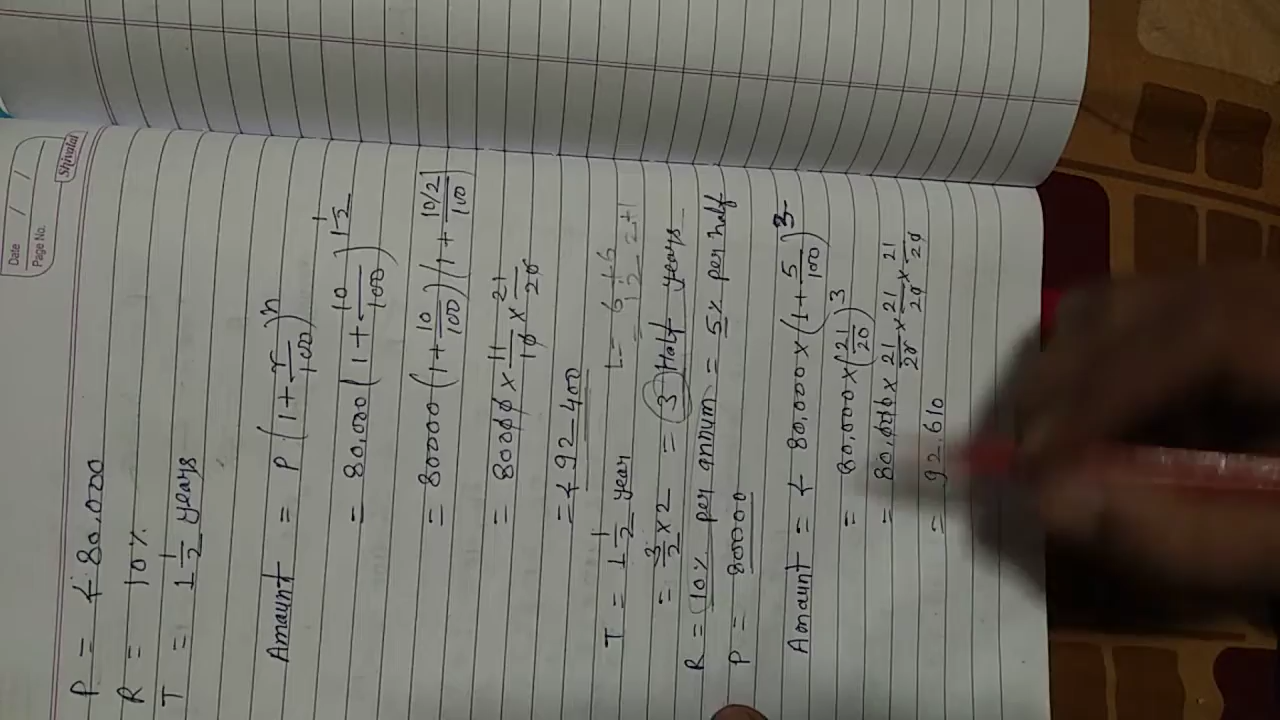 Shivalal
Date / /
Page No.
P = ₹ 80,000
R = 10%
T = 1 1/2 years
Amaunt = P (1 + r/100)^n
= 80,000 (1 + 10/100)^1 1/2
= 80000 (1 + 10/100) (1 + 10/2/100)
= 80000 × 11/10 × 21/20
= ₹ 92,400
T = 1 1/2 year
= 3/2 × 2 = 3 Half years
R = 10% per annum = 5% per half
P = 80000
Amaunt = ₹ 80,000 × (1 + 5/100)^3
= 80,000 × (21/20)^3
= 80,000 × 21/20 × 21/20 × 21/20
= 92,610